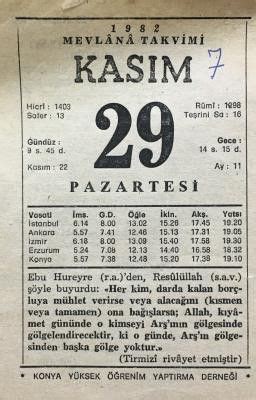 1982
MEVLÂNÂ TAKVİMİ
KASIM
7
Hicrî : 1403
Safer : 13
Rûmî : 1398
Teşrini Sa : 16
29
Gündüz :
9 s. 45 d.
Gece :
14 s. 15 d.
Kasım : 22
Ay : 11
PAZARTESİ
Vasatî İms. G.D. Öğle İkin. Akş. Yatsı
İstanbul 6.14 8.00 13.02 15.26 17.45 19.20
Ankara 5.57 7.41 12.46 15.13 17.31 19.05
İzmir 6.18 8.00 13.09 15.40 17.58 19.30
Erzurum 5.24 7.08 12.13 14.40 16.58 18.32
Konya 5.57 7.38 12.48 15.20 17.38 19.10
Ebu Hureyre (r.a.)'den, Resûlüllah (s.a.v.)
şöyle buyurdu: «Her kim, darda kalan borç-
luya mühlet verirse veya alacağını (kısmen
veya tamamen) ona bağışlarsa; Allah, kıyâ-
met gününde o kimseyi Arş'ın gölgesinde
gölgelendirecektir, ki o günde, Arş'ın gölge-
sinden başka gölge yoktur.»
(Tirmizî rivâyet etmiştir)
* KONYA YÜKSEK ÖĞRENİM YAPTIRMA DERNEĞİ *